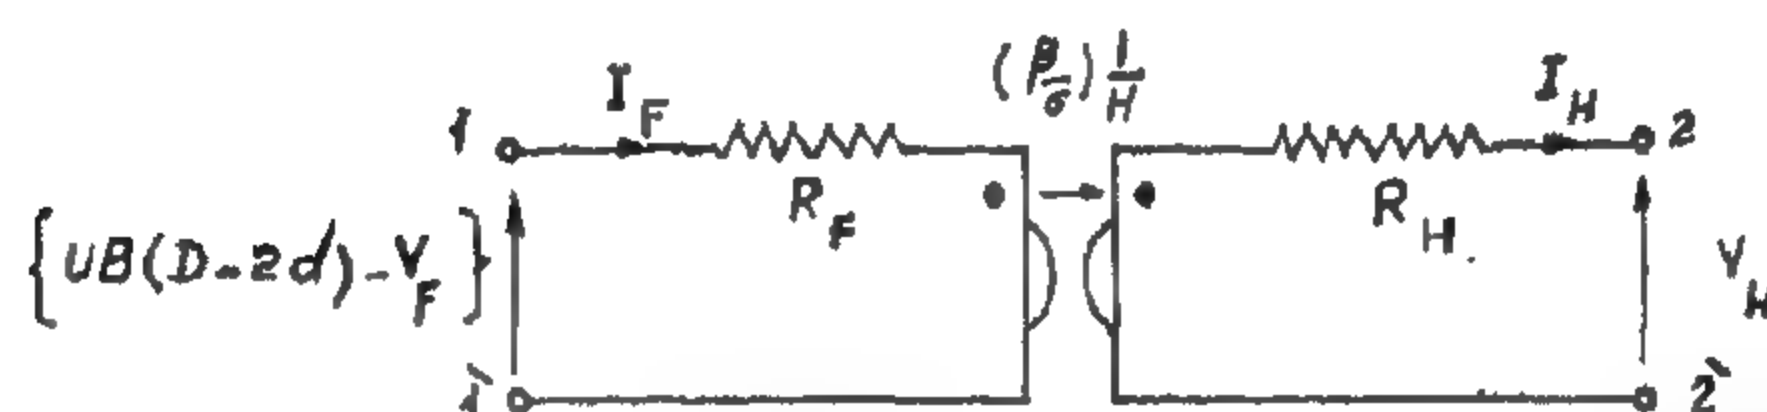 (β/σ) 1/H
I_F
I_H
1
2
R_F
R_H.
{UB(D-2d)-V_F}
V_H
1`
2`